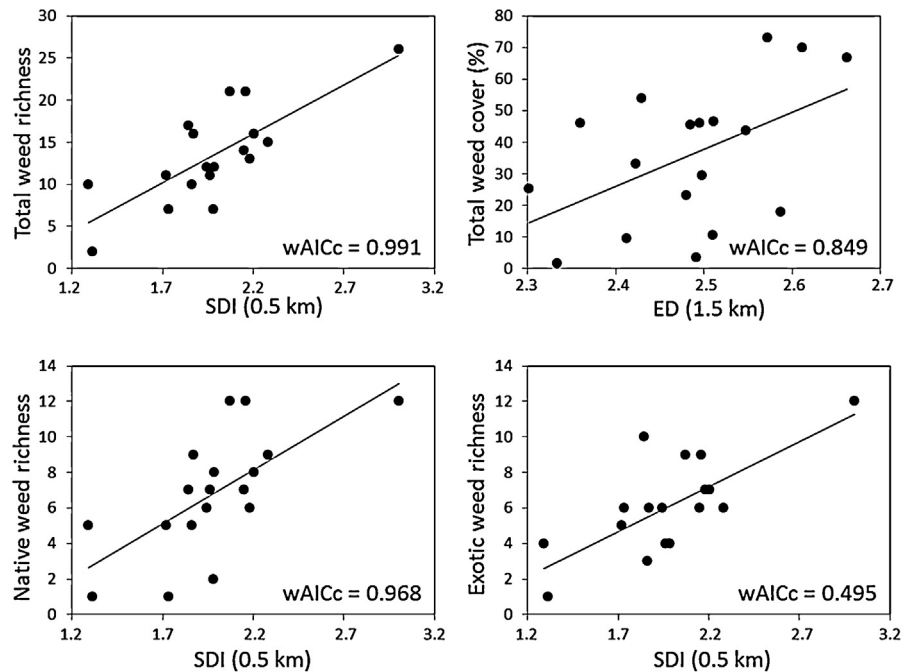 Total weed richness
30
25
20
15
10
5
0
wAICc = 0.991
1.2 1.7 2.2 2.7 3.2
SDI (0.5 km)
Total weed cover (%)
80
70
60
50
40
30
20
10
0
wAICc = 0.849
2.3 2.4 2.5 2.6 2.7
ED (1.5 km)
Native weed richness
14
12
10
8
6
4
2
0
wAICc = 0.968
1.2 1.7 2.2 2.7 3.2
SDI (0.5 km)
Exotic weed richness
14
12
10
8
6
4
2
0
wAICc = 0.495
1.2 1.7 2.2 2.7 3.2
SDI (0.5 km)